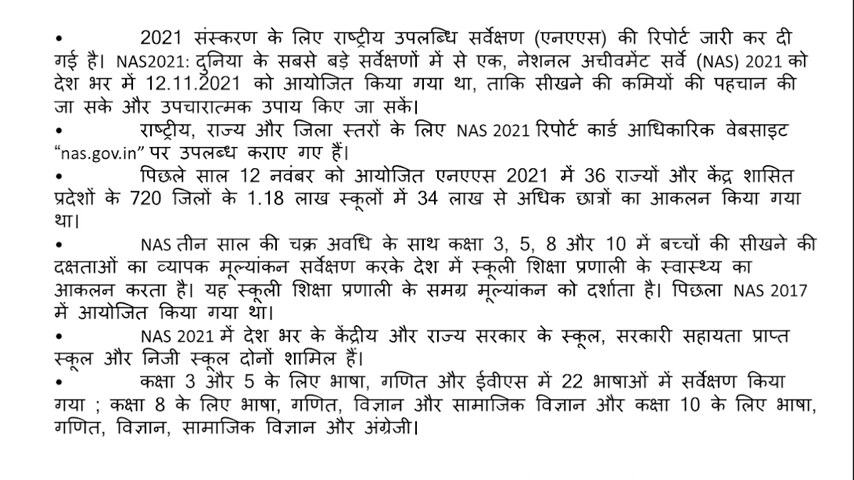 • 2021 संस्करण के लिए राष्ट्रीय उपलब्धि सर्वेक्षण (एनएएस) की रिपोर्ट जारी कर दी
गई है। NAS2021: दुनिया के सबसे बड़े सर्वेक्षणों में से एक, नेशनल अचीवमेंट सर्वे (NAS) 2021 को
देश भर में 12.11.2021 को आयोजित किया गया था, ताकि सीखने की कमियों की पहचान की
जा सके और उपचारात्मक उपाय किए जा सकें।
• राष्ट्रीय, राज्य और जिला स्तरों के लिए NAS 2021 रिपोर्ट कार्ड आधिकारिक वेबसाइट
“nas.gov.in” पर उपलब्ध कराए गए हैं।
• पिछले साल 12 नवंबर को आयोजित एनएएस 2021 में 36 राज्यों और केंद्र शासित
प्रदेशों के 720 जिलों के 1.18 लाख स्कूलों में 34 लाख से अधिक छात्रों का आकलन किया गया
था।
• NAS तीन साल की चक्र अवधि के साथ कक्षा 3, 5, 8 और 10 में बच्चों की सीखने की
दक्षताओं का व्यापक मूल्यांकन सर्वेक्षण करके देश में स्कूली शिक्षा प्रणाली के स्वास्थ्य का
आकलन करता है। यह स्कूली शिक्षा प्रणाली के समग्र मूल्यांकन को दर्शाता है। पिछला NAS 2017
में आयोजित किया गया था।
• NAS 2021 में देश भर के केंद्रीय और राज्य सरकार के स्कूल, सरकारी सहायता प्राप्त
स्कूल और निजी स्कूल दोनों शामिल हैं।
• कक्षा 3 और 5 के लिए भाषा, गणित और ईवीएस में 22 भाषाओं में सर्वेक्षण किया
गया ; कक्षा 8 के लिए भाषा, गणित, विज्ञान और सामाजिक विज्ञान और कक्षा 10 के लिए भाषा,
गणित, विज्ञान, सामाजिक विज्ञान और अंग्रेजी।